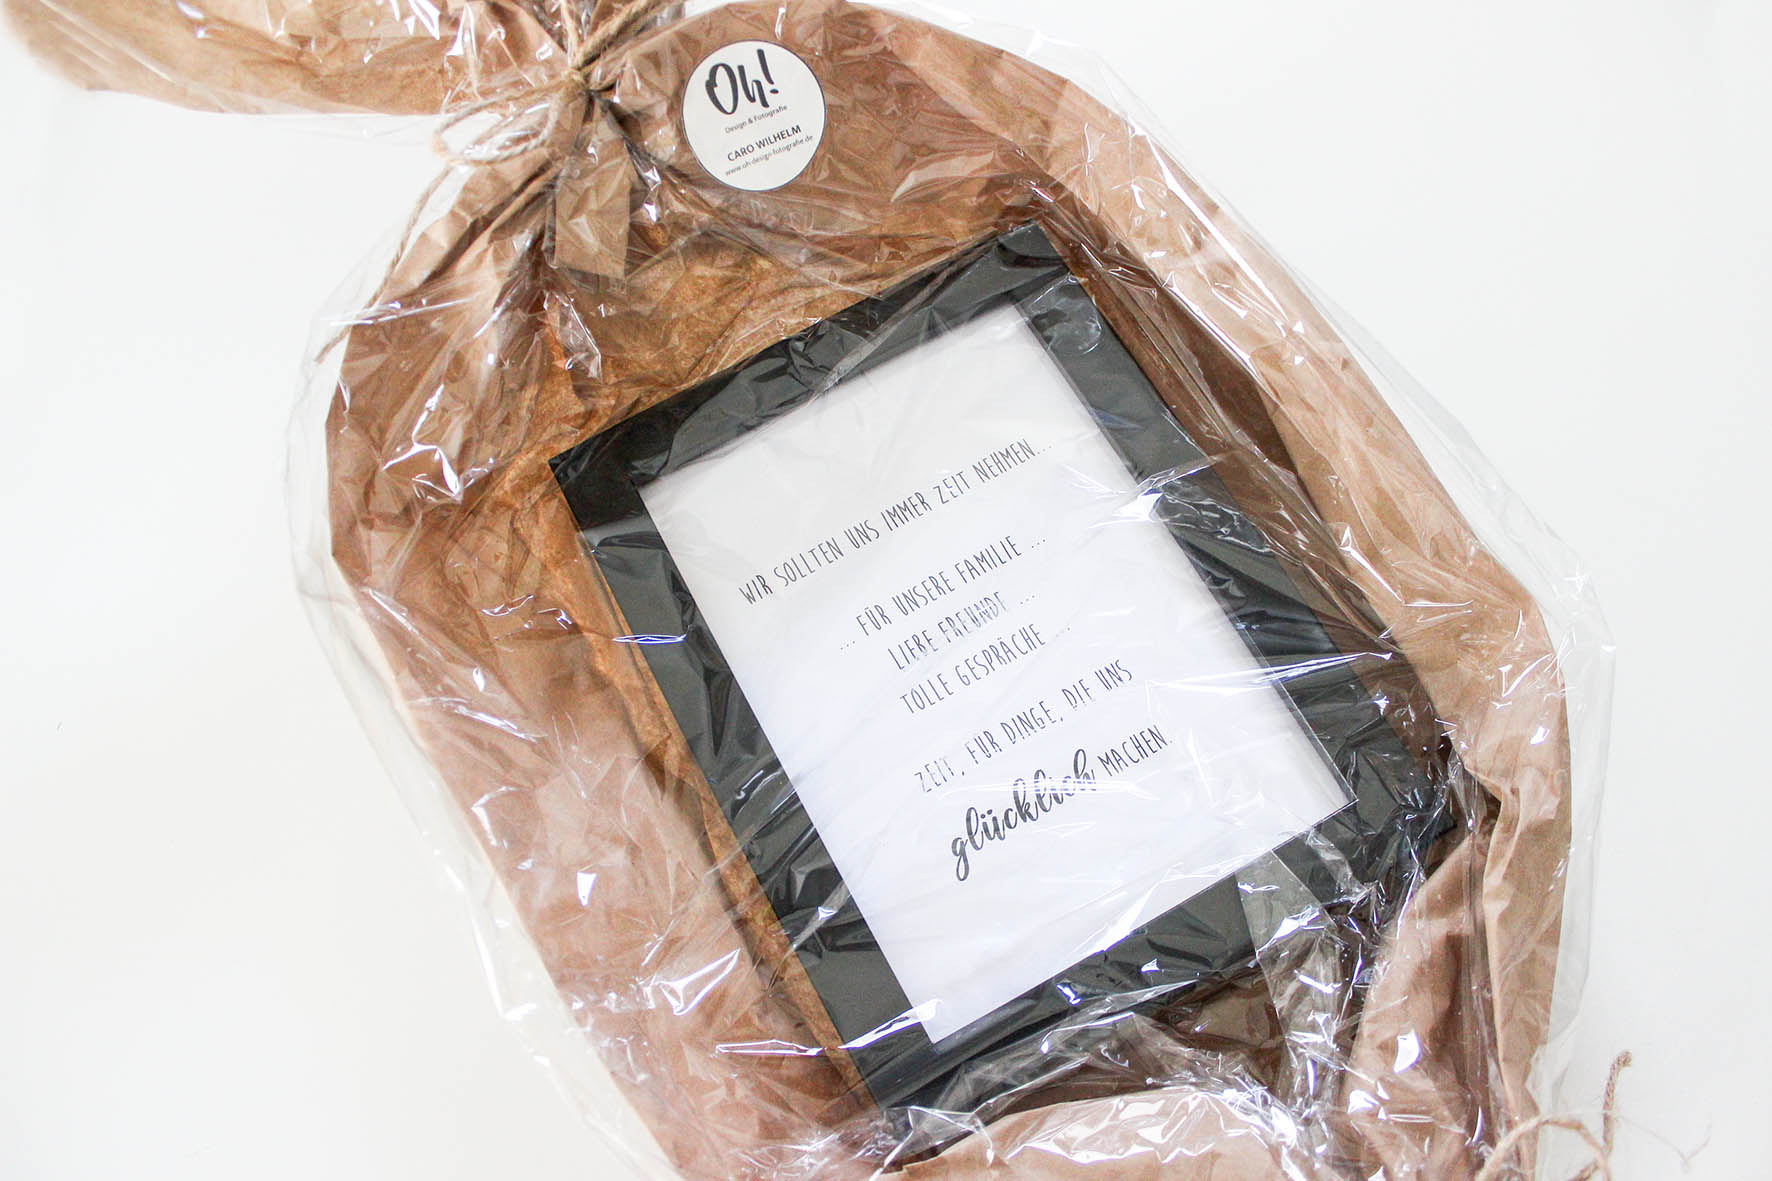 Oh!
Design & Fotografie
CARO WILHELM
www.oh-design-fotografie.de
WIR SOLLTEN UNS IMMER ZEIT NEHMEN...
... FÜR UNSERE FAMILIE ...
LIEBE FREUNDE ...
TOLLE GESPRÄCHE ...
ZEIT, FÜR DINGE, DIE UNS
glücklich MACHEN.